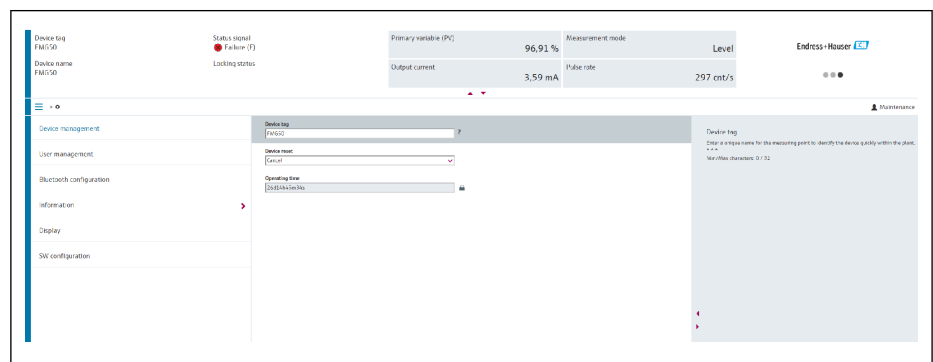 Device tag
FMG50
Status signal
Failure (F)
Primary variable (PV)
96,91 %
Measurement mode
Level
Endress+Hauser
Device name
FMG50
Locking status
Output current
3,59 mA
Pulse rate
297 cnt/s
Maintenance
Device management
User management
Bluetooth configuration
Information
Display
SW configuration
Device tag
FMG50
Device reset
Cancel
Operating time
Device tag
Enter a unique name for the measuring point to identify the device quickly within the plant.
Min/Max characters: 0 / 32